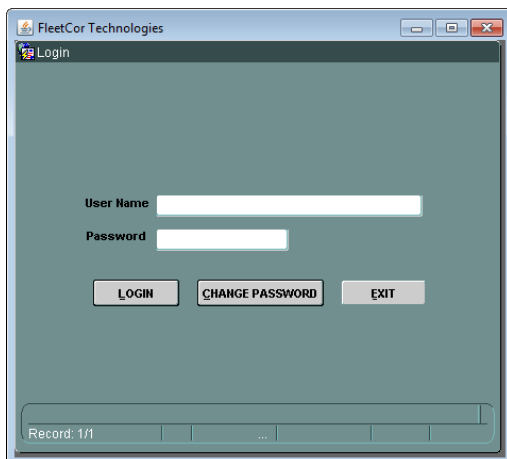 FleetCor Technologies
Login
User Name
Password
LOGIN CHANGE PASSWORD EXIT
Record: 1/1 ...